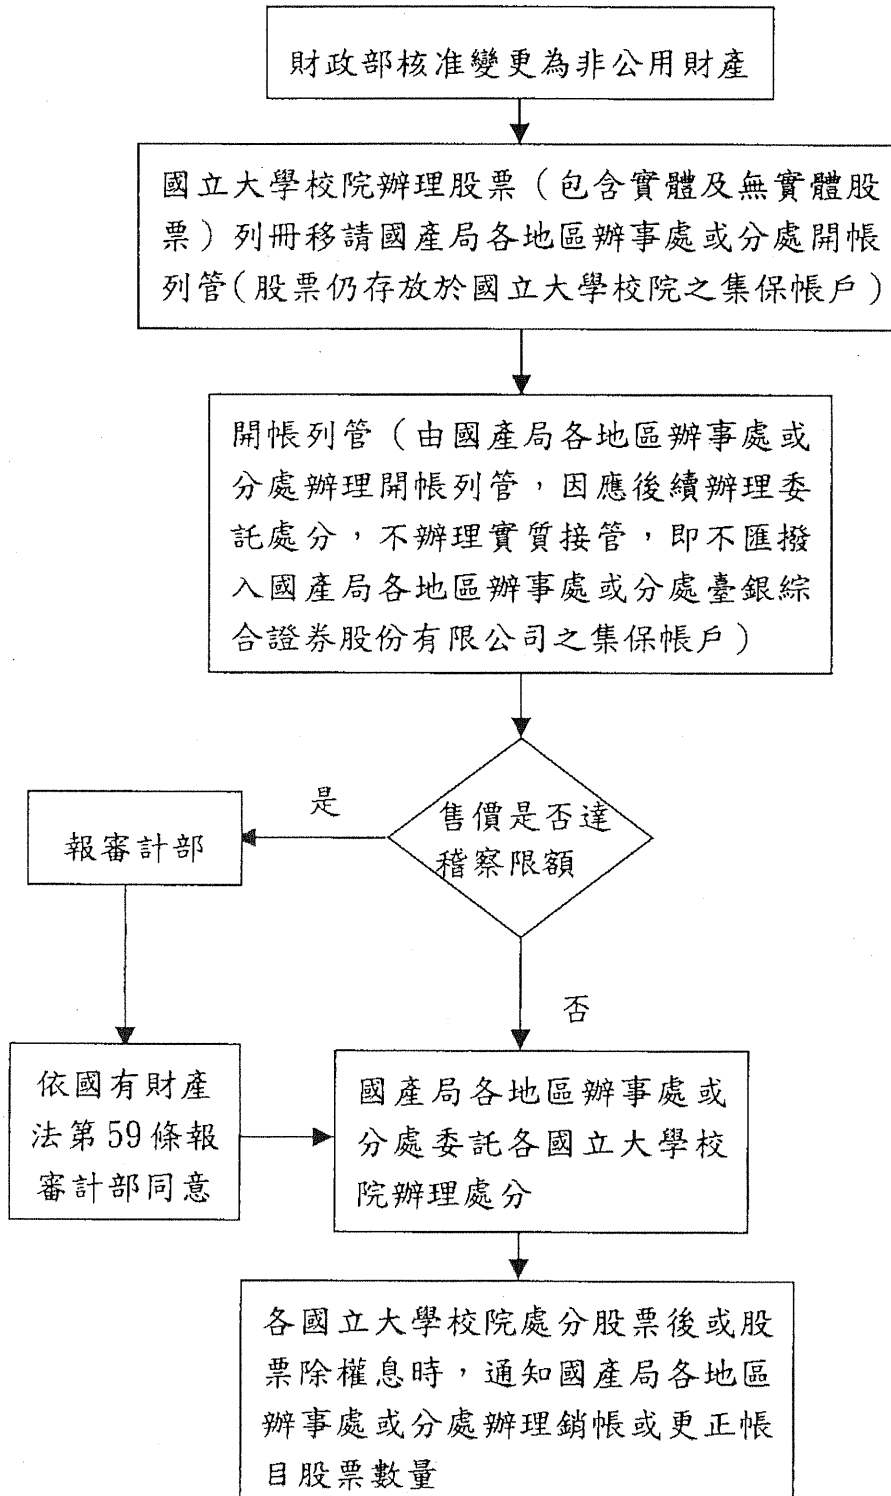 財政部核准變更為非公用財產
國立大學校院辦理股票（包含實體及無實體股
票）列冊移請國產局各地區辦事處或分處開帳
列管（股票仍存放於國立大學校院之集保帳戶）
開帳列管（由國產局各地區辦事處或
分處辦理開帳列管，因應後續辦理委
託處分，不辦理實質接管，即不匯撥
入國產局各地區辦事處或分處臺銀綜
合證券股份有限公司之集保帳戶）
售價是否達
稽察限額
是
報審計部
否
依國有財產
法第59條報
審計部同意
國產局各地區辦事處或
分處委託各國立大學校
院辦理處分
各國立大學校院處分股票後或股
票除權息時，通知國產局各地區
辦事處或分處辦理銷帳或更正帳
目股票數量